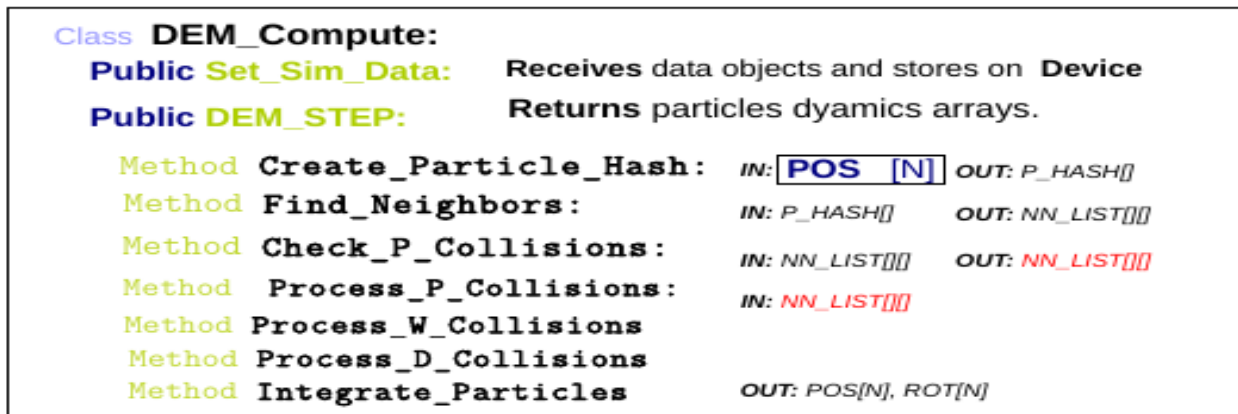 Class DEM_Compute:
Public Set_Sim_Data: Receives data objects and stores on Device
Public DEM_STEP: Returns particles dyamics arrays.
Method Create_Particle_Hash: IN: POS [N] OUT: P_HASH[]
Method Find_Neighbors: IN: P_HASH[] OUT: NN_LIST[][]
Method Check_P_Collisions: IN: NN_LIST[][] OUT: NN_LIST[][]
Method Process_P_Collisions: IN: NN_LIST[][]
Method Process_W_Collisions
Method Process_D_Collisions
Method Integrate_Particles OUT: POS[N], ROT[N]